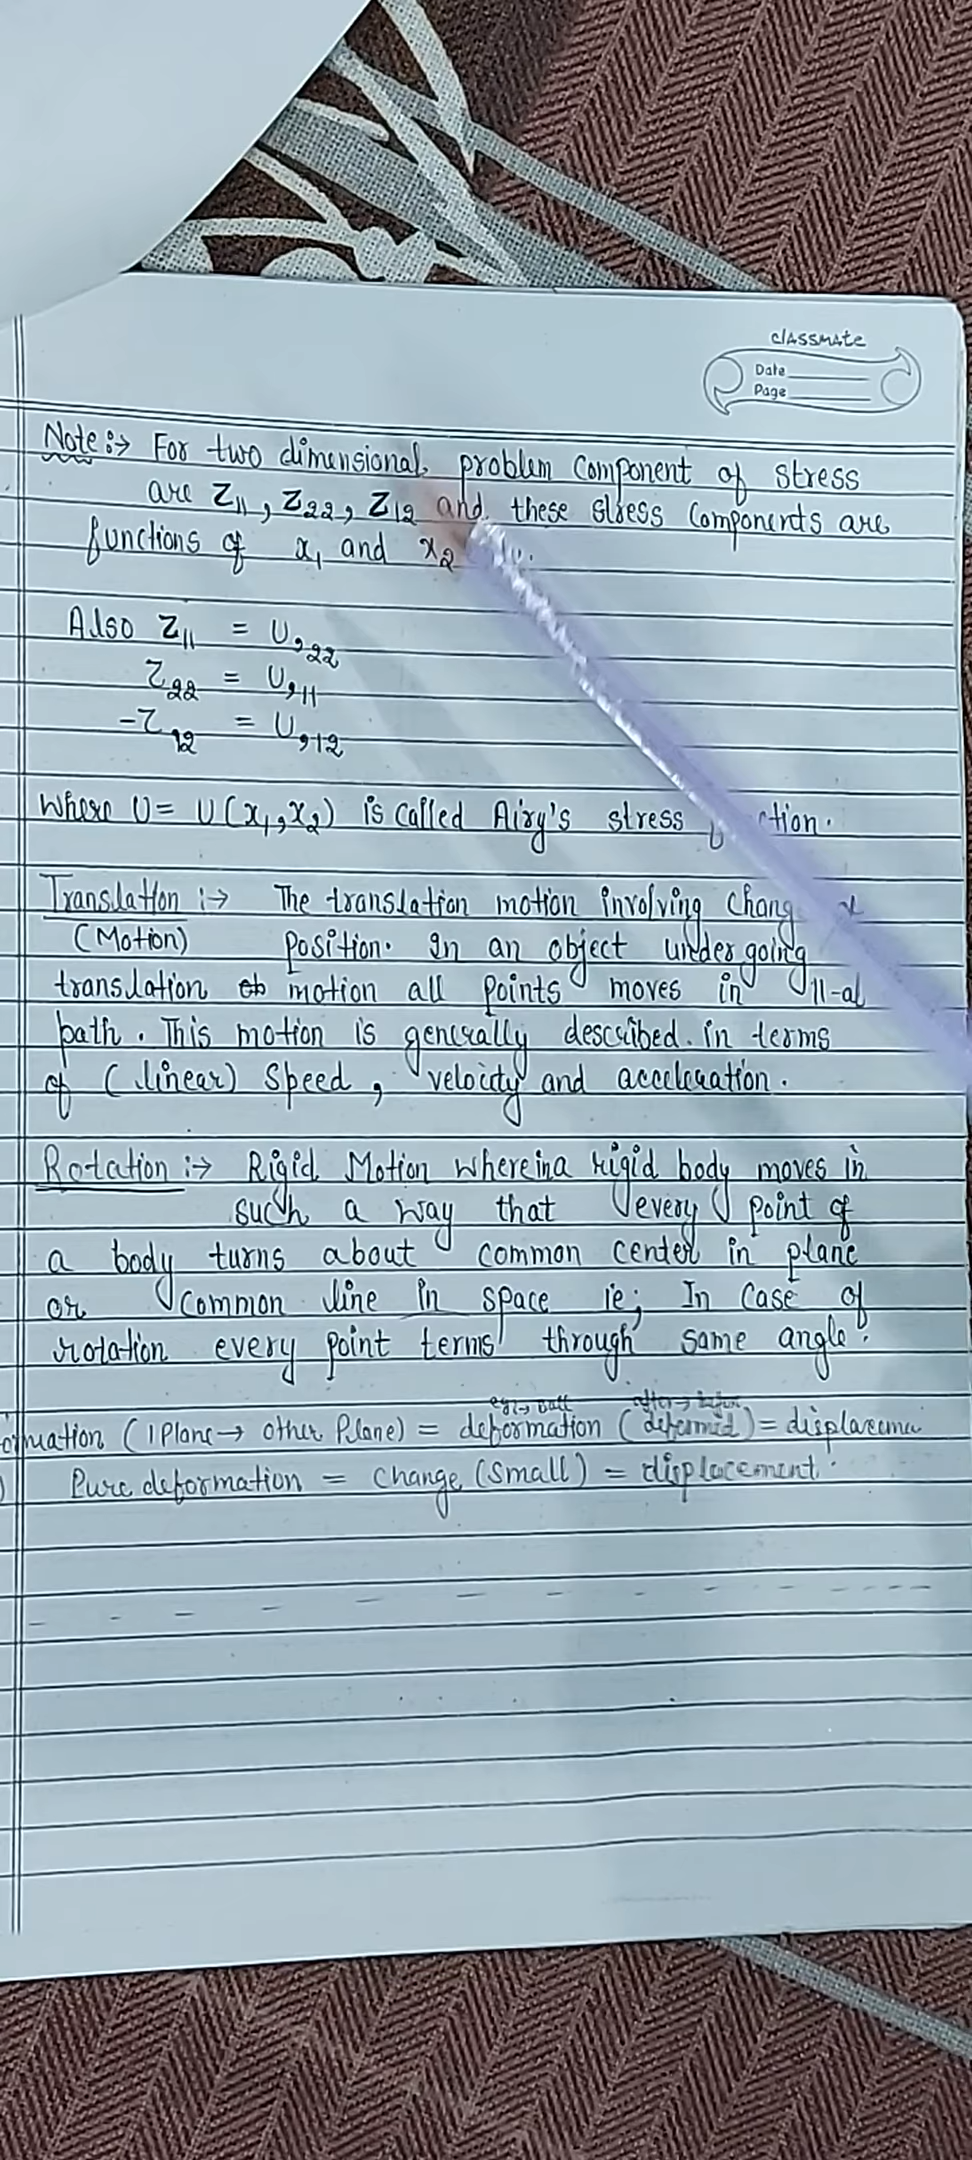 classmate
Date
Page
Note :→ For two dimensional, problem component of stress
are τ₁₁, τ₂₂, τ₁₂ and these stress components are
functions of x₁ and x₂
Also τ₁₁ = U,₂₂
τ₂₂ = U,₁₁
-τ₁₂ = U,₁₂
Where U = U(x₁, x₂) is called Airy's stress
Translation :→ The translation motion involving
(Motion) position. In an object undergoing
translation motion all points moves in 11-al
path. This motion is generally described in terms
of (linear) speed, velocity and acceleration.
Rotation :→ Rigid Motion wherein a rigid body moves in
such a way that every point of
a body turns about common center in plane
or common line in space ie; In case of
rotation every point terms through same angle.
(1 Plane → other Plane) = deformation (deformed) =
Pure deformation = change (small) = displacement.